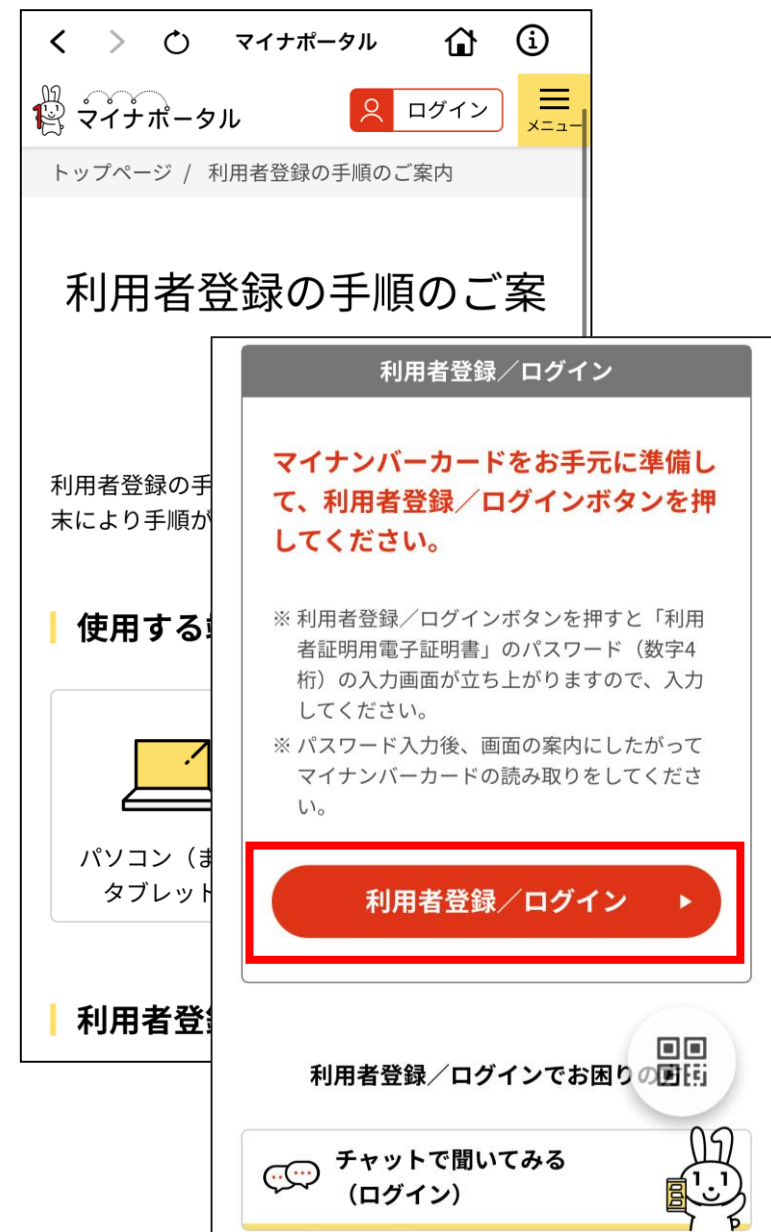 マイナポータル
マイナポータル
ログイン
メニュー
トップページ / 利用者登録の手順のご案内
利用者登録の手順のご案
利用者登録の手
末により手順が
使用する
パソコン（ま
タブレット
利用者登
利用者登録／ログイン
マイナンバーカードをお手元に準備し
て、利用者登録／ログインボタンを押
してください。
※ 利用者登録／ログインボタンを押すと「利用
者証明用電子証明書」のパスワード（数字4
桁）の入力画面が立ち上がりますので、入力
してください。
※ パスワード入力後、画面の案内にしたがって
マイナンバーカードの読み取りをしてくださ
い。
利用者登録／ログイン
利用者登録／ログインでお困りの
チャットで聞いてみる
（ログイン）